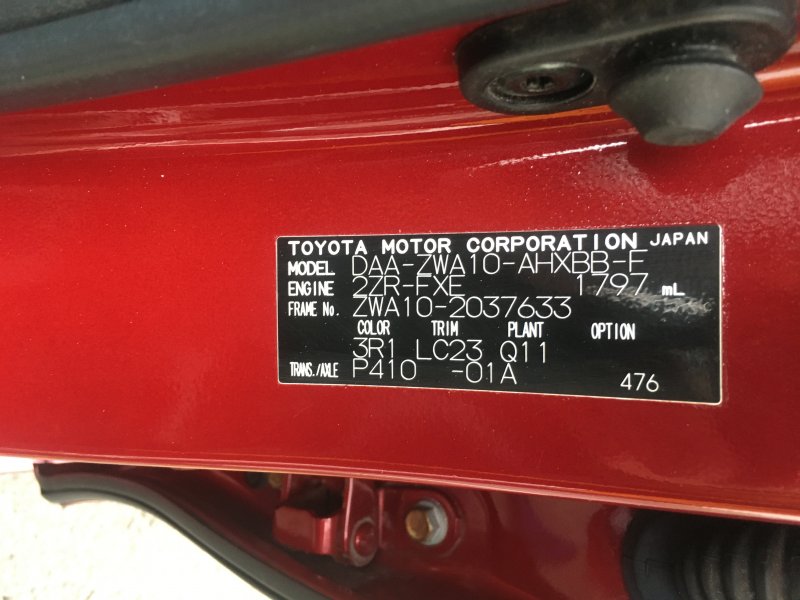 TOYOTA MOTOR CORPORATION JAPAN
MODEL DAA-ZWA10-AHXBB-F
ENGINE 2ZR-FXE 1797 mL
FRAME No. ZWA10-2037633
COLOR TRIM PLANT OPTION
3R1 LC23 Q11
TRANS./AXLE P410 -01A
476